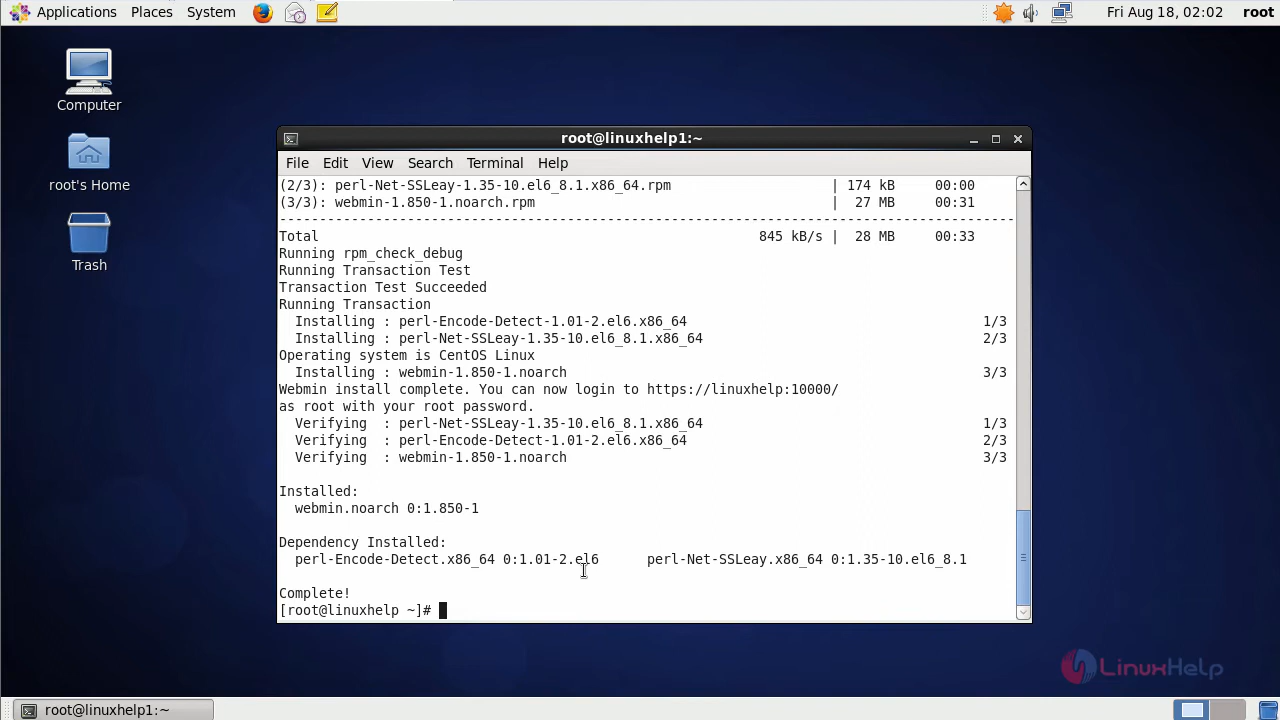 Applications Places System Fri Aug 18, 02:02 root
Computer
root's Home
Trash
root@linuxhelp1:~
File Edit View Search Terminal Help
(2/3): perl-Net-SSLeay-1.35-10.el6_8.1.x86_64.rpm | 174 kB 00:00
(3/3): webmin-1.850-1.noarch.rpm | 27 MB 00:31
--------------------------------------------------------------------------------------------
Total 845 kB/s | 28 MB 00:33
Running rpm_check_debug
Running Transaction Test
Transaction Test Succeeded
Running Transaction
Installing : perl-Encode-Detect-1.01-2.el6.x86_64 1/3
Installing : perl-Net-SSLeay-1.35-10.el6_8.1.x86_64 2/3
Operating system is CentOS Linux
Installing : webmin-1.850-1.noarch 3/3
Webmin install complete. You can now login to https://linuxhelp:10000/
as root with your root password.
Verifying : perl-Net-SSLeay-1.35-10.el6_8.1.x86_64 1/3
Verifying : perl-Encode-Detect-1.01-2.el6.x86_64 2/3
Verifying : webmin-1.850-1.noarch 3/3
Installed:
webmin.noarch 0:1.850-1
Dependency Installed:
perl-Encode-Detect.x86_64 0:1.01-2.el6 perl-Net-SSLeay.x86_64 0:1.35-10.el6_8.1
Complete!
[root@linuxhelp ~]#
LinuxHelp
root@linuxhelp1:~